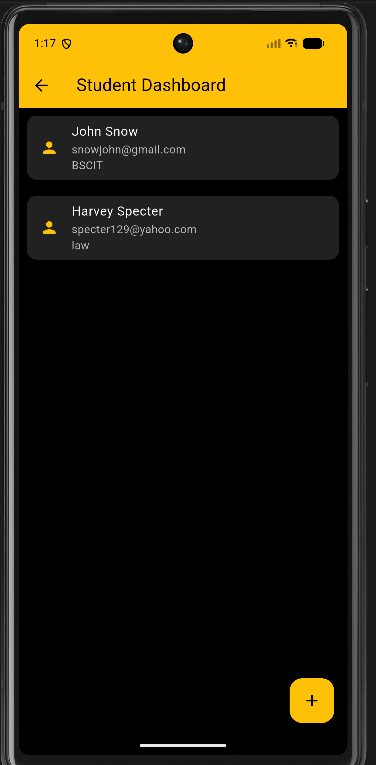 1:17
Student Dashboard
John Snow
snowjohn@gmail.com
BSCIT
Harvey Specter
specter129@yahoo.com
law
+